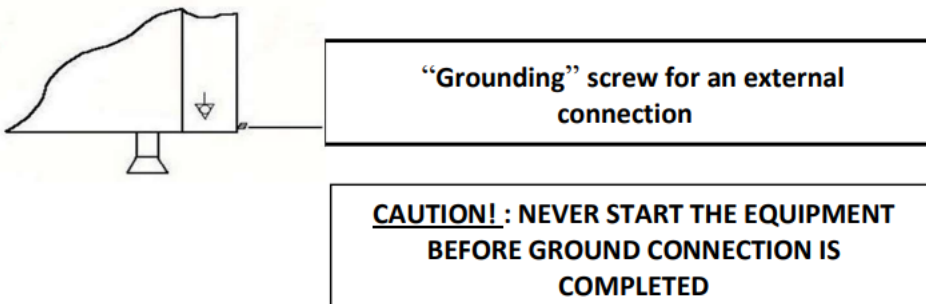 “Grounding” screw for an external
connection
CAUTION! : NEVER START THE EQUIPMENT
BEFORE GROUND CONNECTION IS
COMPLETED